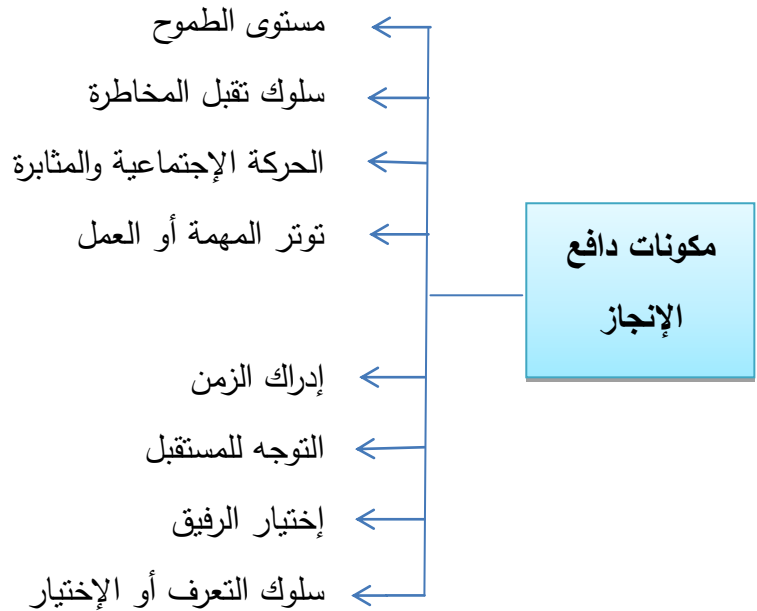 مكونات دافع
الإنجاز
مستوى الطموح
سلوك تقبل المخاطرة
الحركة الإجتماعية والمثابرة
توتر المهمة أو العمل
إدراك الزمن
التوجه للمستقبل
إختيار الرفيق
سلوك التعرف أو الإختيار